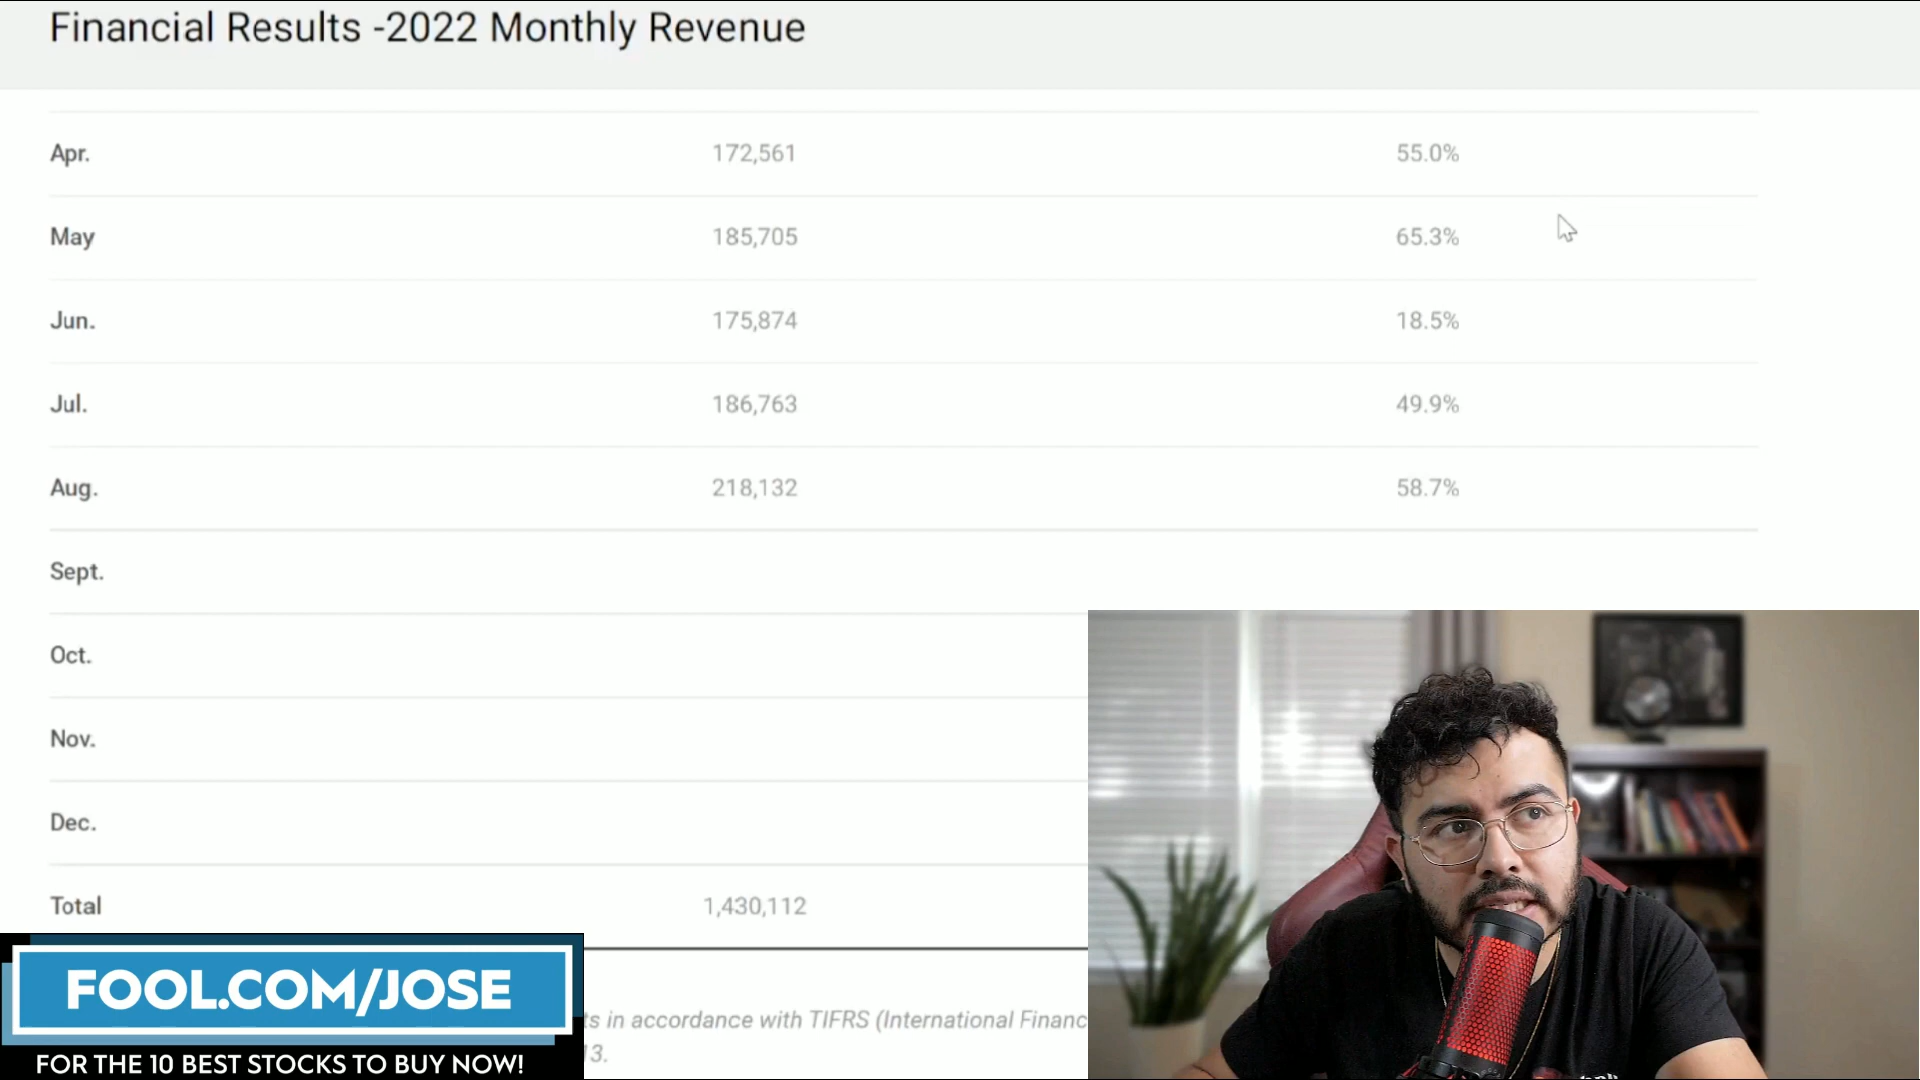 Financial Results -2022 Monthly Revenue
Apr. 172,561 55.0%
May 185,705 65.3%
Jun. 175,874 18.5%
Jul. 186,763 49.9%
Aug. 218,132 58.7%
Sept.
Oct.
Nov.
Dec.
Total 1,430,112
ts in accordance with TIFRS (International Financ
13.
FOOL.COM/JOSE
FOR THE 10 BEST STOCKS TO BUY NOW!